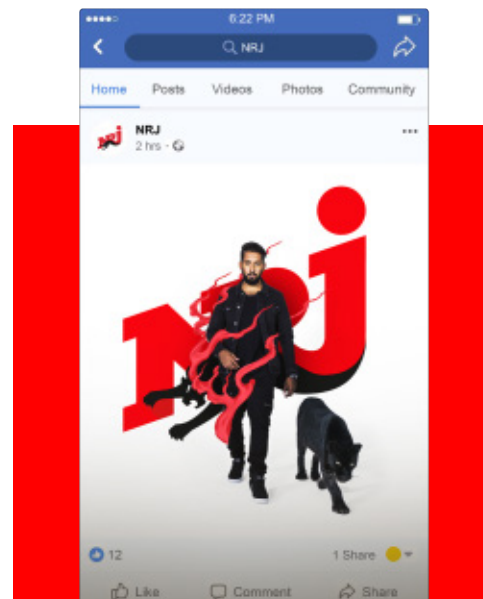 6:22 PM
NRJ
Home Posts Videos Photos Community
nrj
NRJ
2 hrs
nrj
12
1 Share
Like Comment Share